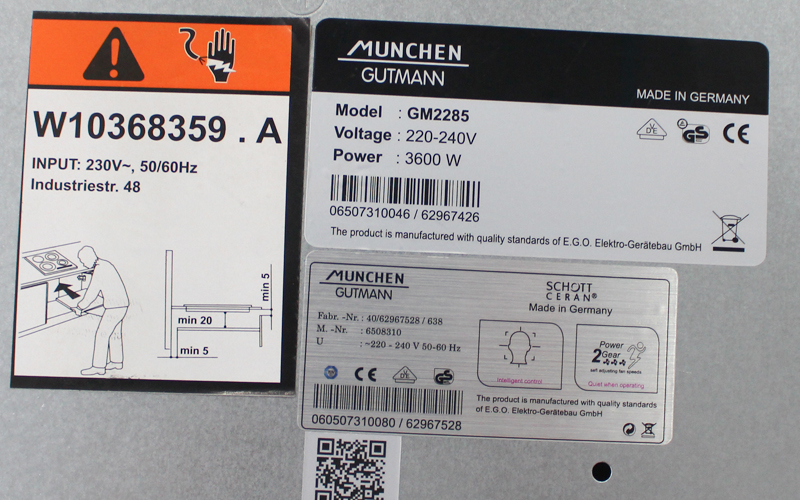 W10368359 . A
INPUT: 230V~, 50/60Hz
Industriestr. 48
min 5
min 20
min 5
MUNCHEN
GUTMANN
MADE IN GERMANY
Model : GM2285
Voltage : 220-240V
Power : 3600 W
VDE GS CE
06507310046 / 62967426
The product is manufactured with quality standards of E.G.O. Elektro-Gerätebau GmbH
MUNCHEN
GUTMANN
SCHOTT
CERAN®
Made in Germany
Fabr. -Nr. : 40/62967528 / 638
M. -Nr. : 6508310
U : ~220 - 240 V 50-60 Hz
Intelligent control
Power
2 Gear
self adjusting fan speeds
Quiet when operating
CE VDE GS
The product is manufactured with quality standards
of E.G.O. Elektro-Gerätebau GmbH
060507310080 / 62967528